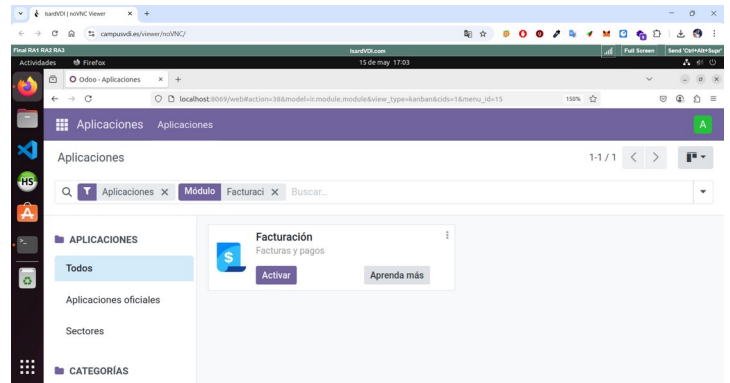 IsardVDI | noVNC Viewer
campusvdi.es/viewer/noVNC/
Final RA1 RA2 RA3
IsardVDI.com
Full Screen
Send 'Ctrl+Alt+Supr'
Actividades
Firefox
15 de may 17:03
Odoo - Aplicaciones
localhost:8069/web#action=38&model=ir.module.module&view_type=kanban&cids=1&menu_id=15
150%
Aplicaciones
Aplicaciones
A
Aplicaciones
1-1 / 1
Aplicaciones
Módulo
Facturaci
Buscar...
APLICACIONES
Todos
Aplicaciones oficiales
Sectores
CATEGORÍAS
Facturación
Facturas y pagos
Activar
Aprenda más
HS